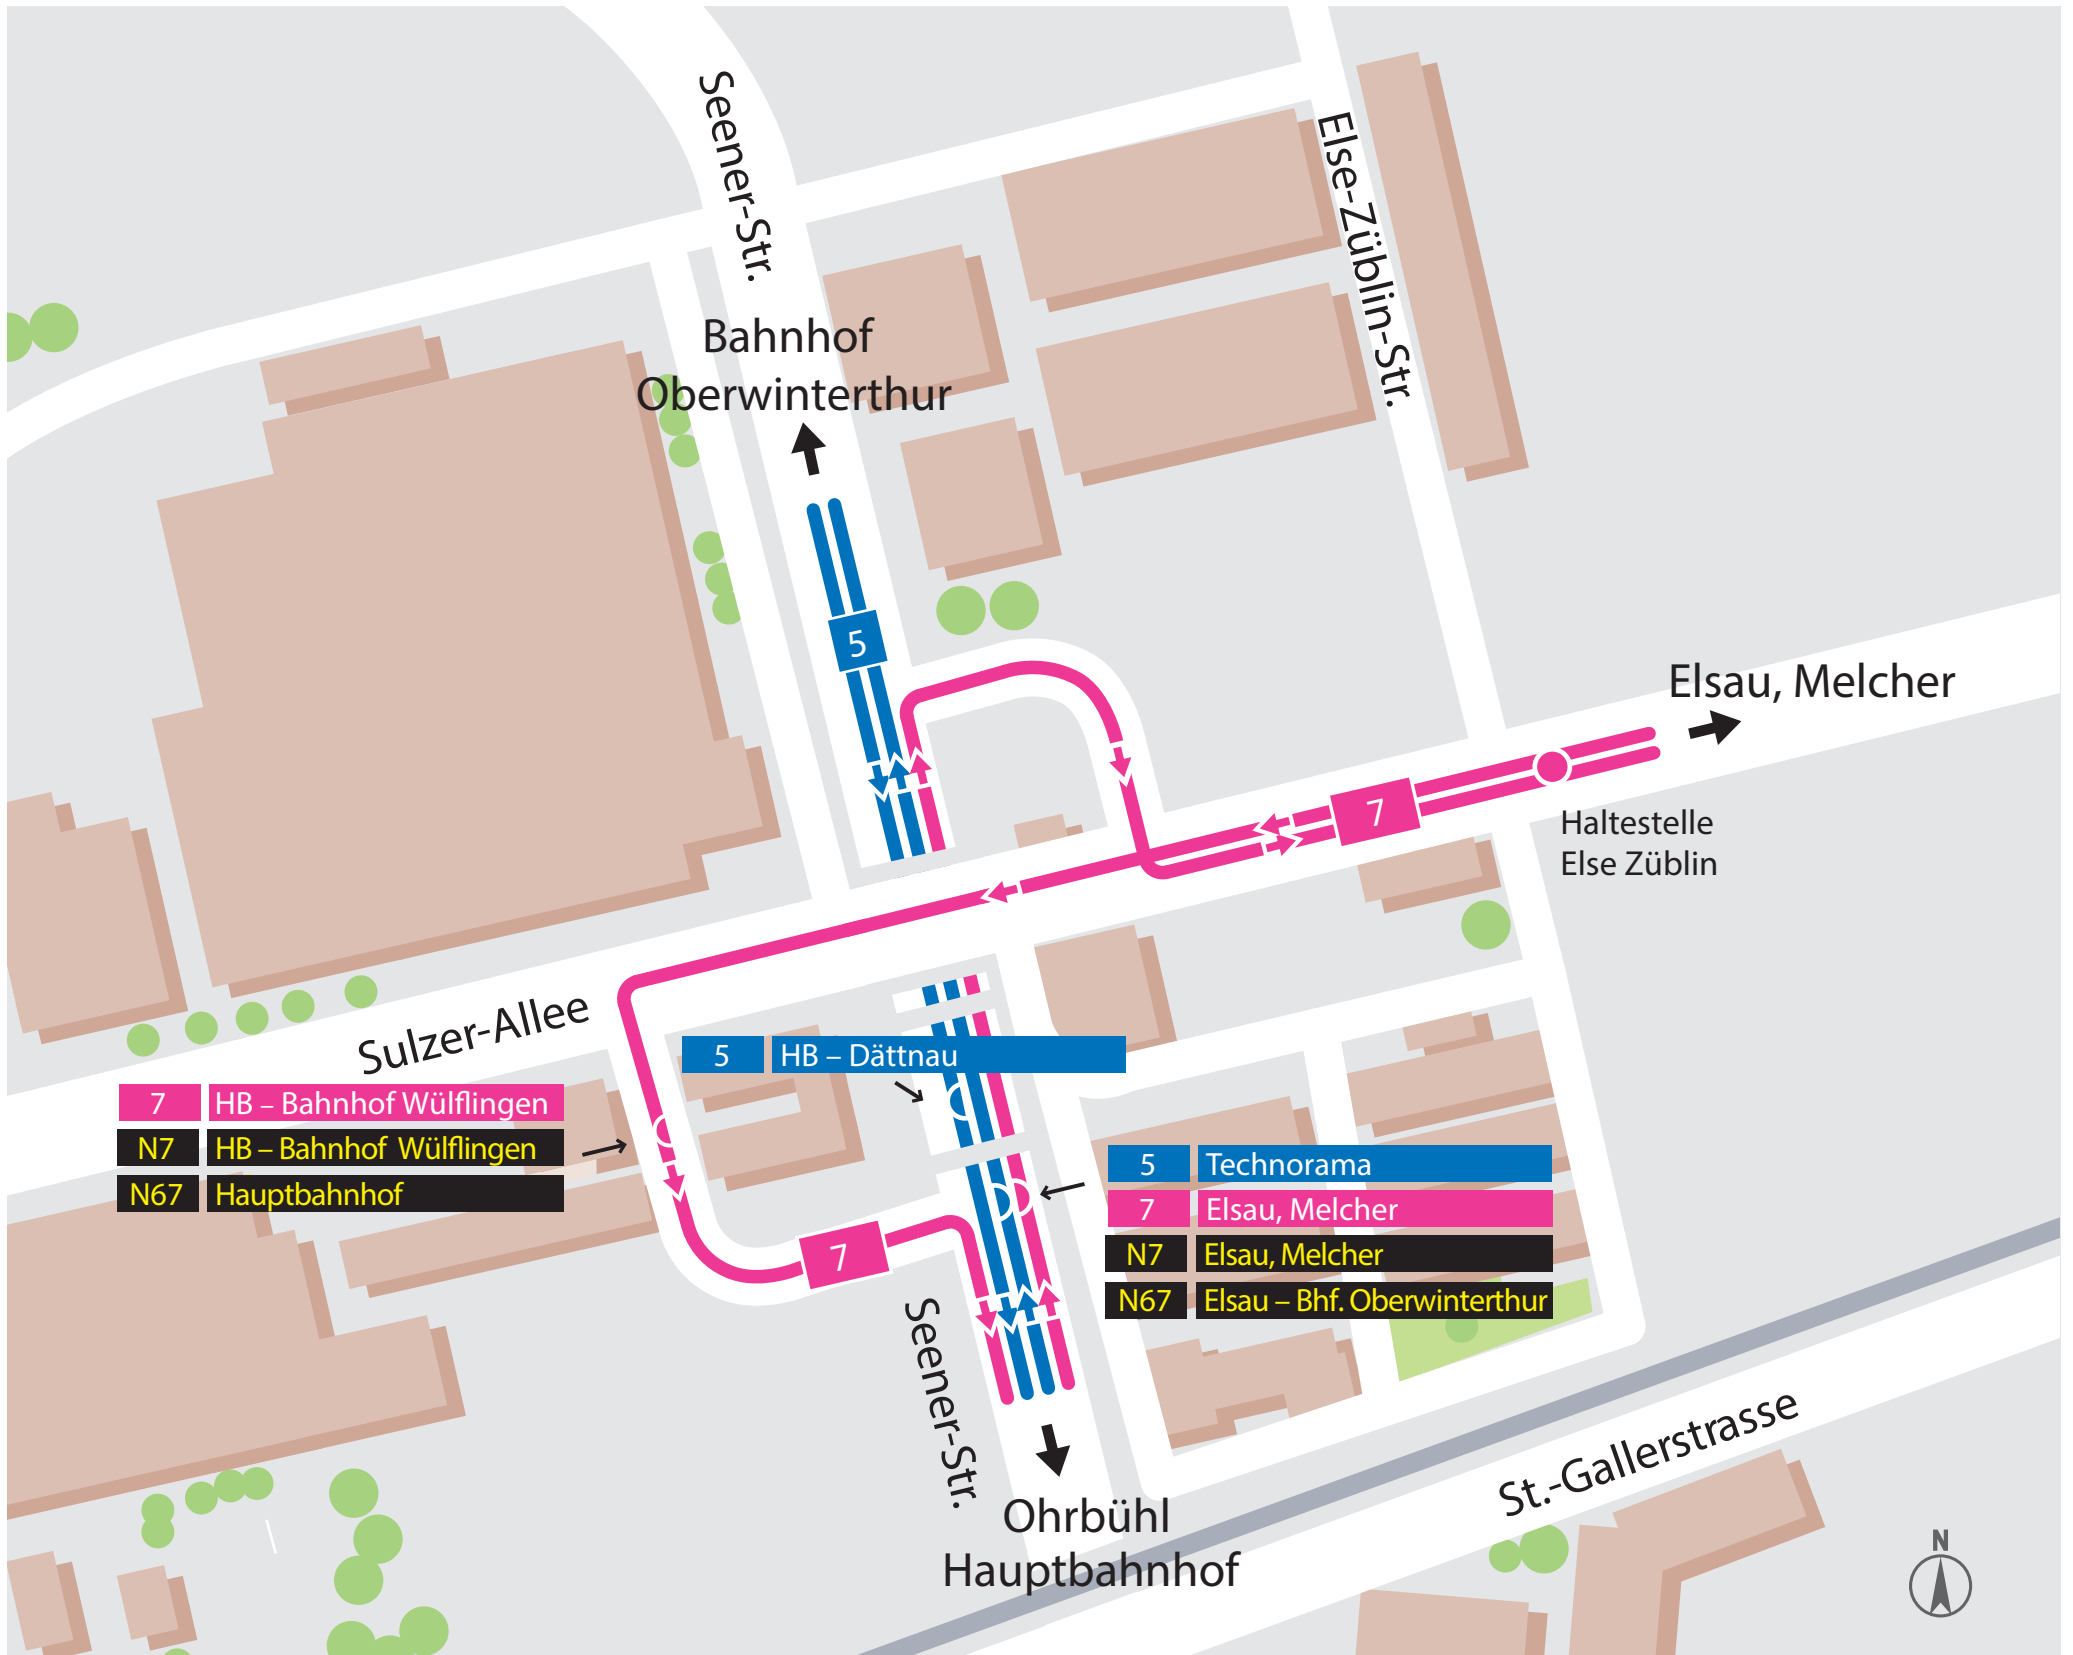 Seener-Str.
Else-Züblin-Str.
Bahnhof
Oberwinterthur
5
Elsau, Melcher
7
Haltestelle
Else Züblin
Sulzer-Allee
5 HB – Dättnau
7 HB – Bahnhof Wülflingen
N7 HB – Bahnhof Wülflingen
N67 Hauptbahnhof
5 Technorama
7 Elsau, Melcher
N7 Elsau, Melcher
N67 Elsau – Bhf. Oberwinterthur
7
Seener-Str.
St.-Gallerstrasse
Ohrbühl
Hauptbahnhof
N